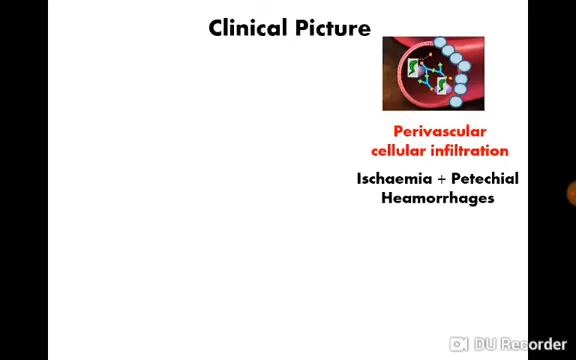 Clinical Picture
Perivascular
cellular infiltration
Ischaemia + Petechial
Heamorrhages
DU Recorder